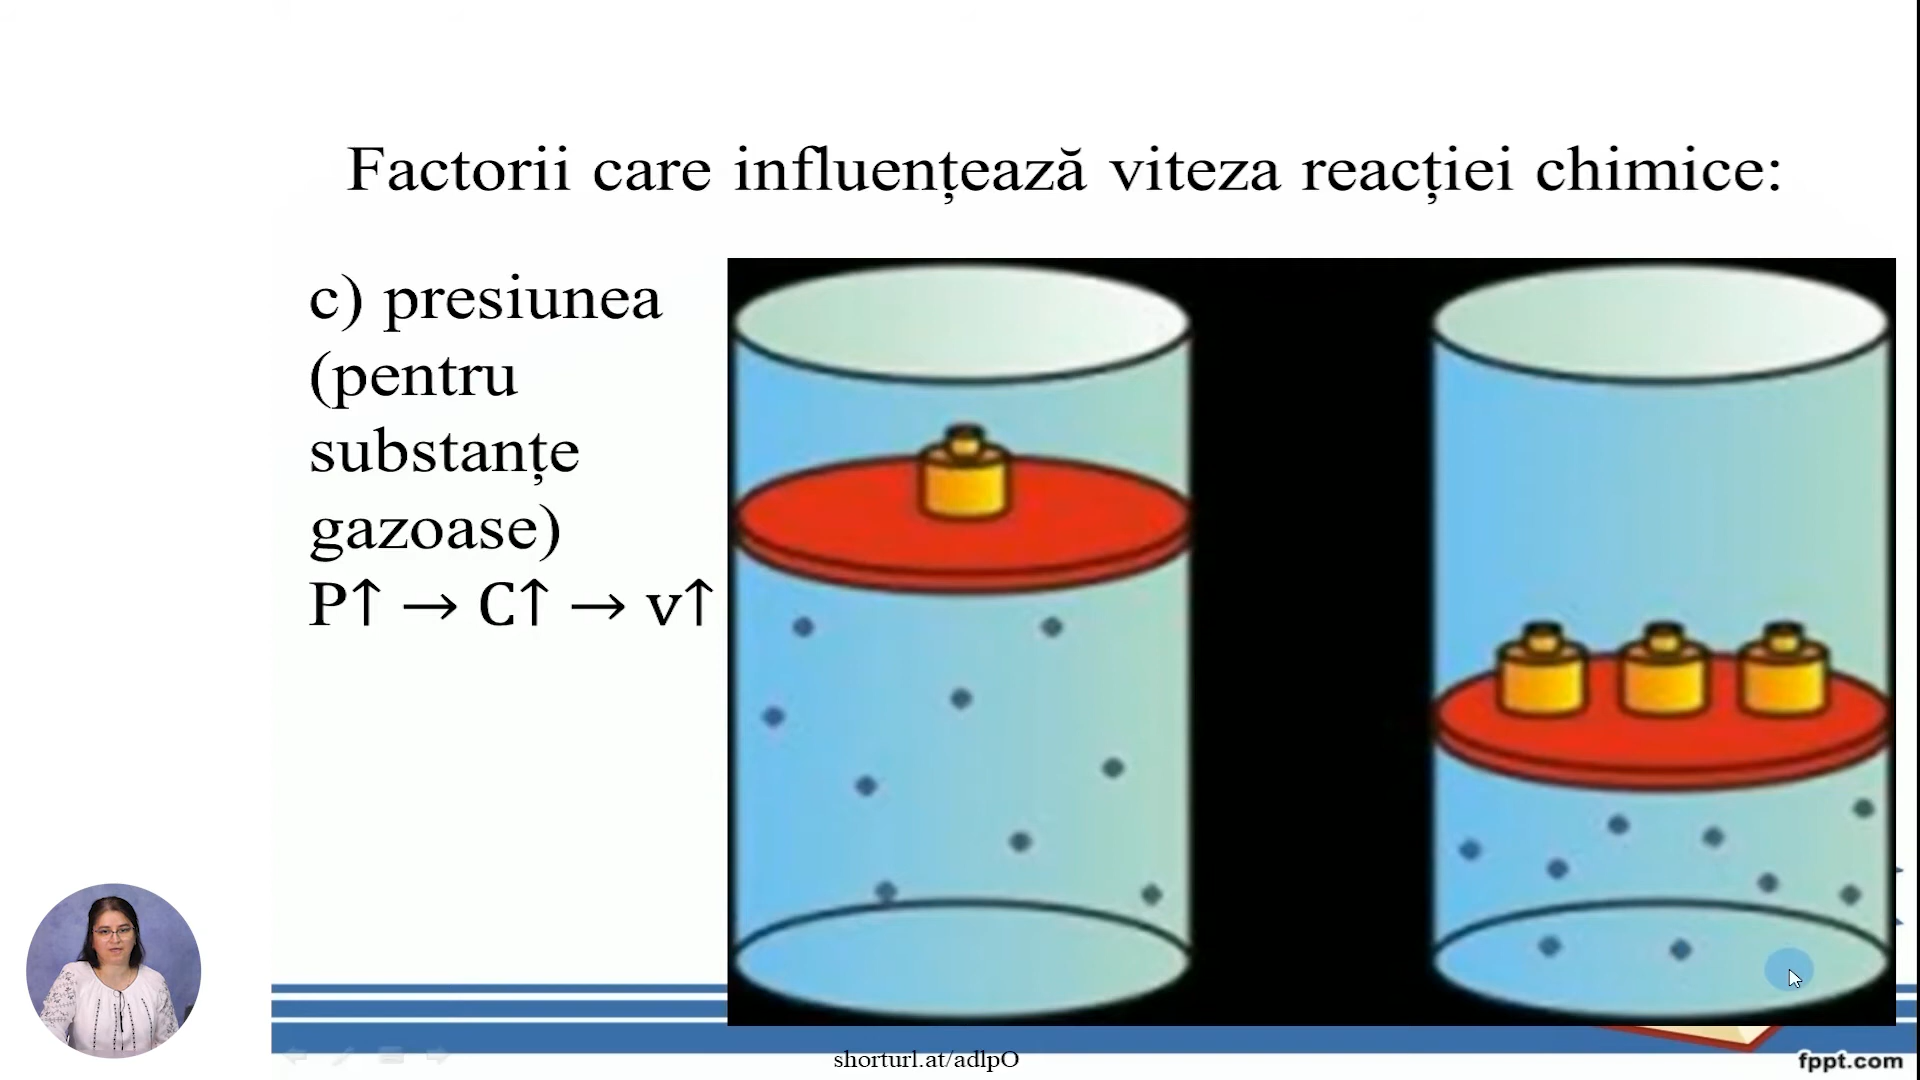 Factorii care influențează viteza reacției chimice:
c) presiunea
(pentru
substanțe
gazoase)
P↑ → C↑ → v↑
shorturl.at/adlpO
fppt.com